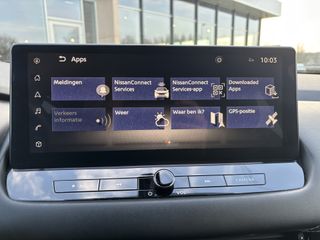 Apps
10:03
Meldingen
NissanConnect
Services
NissanConnect
Services-app
Downloaded
Apps
Verkeers
informatie
Weer
Waar ben ik?
GPS-positie